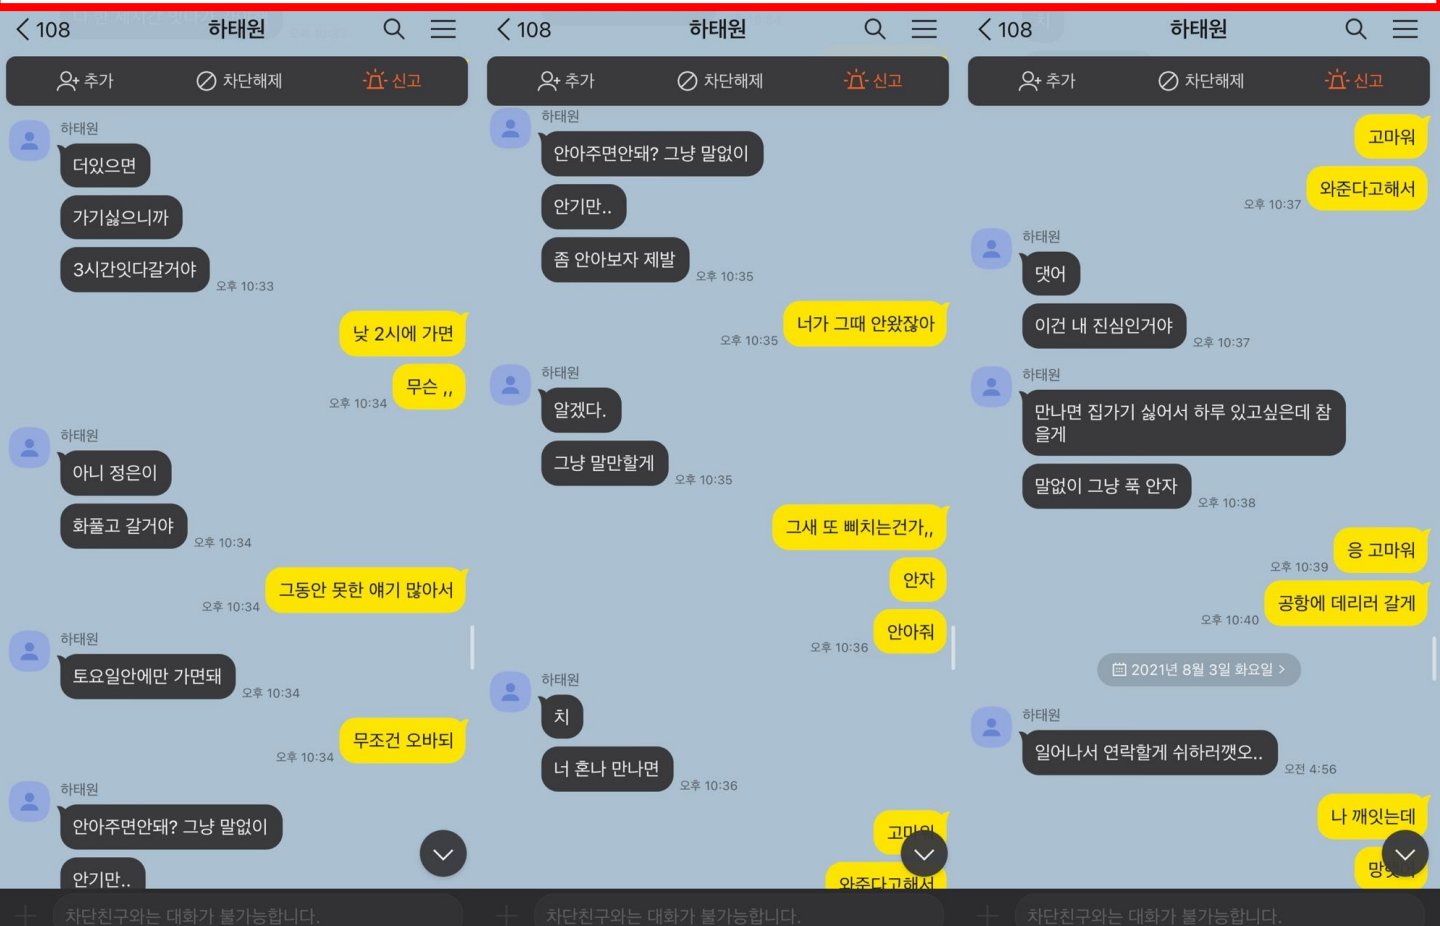 108
하태원
추가
차단해제
신고
하태원
더있으면
가기싫으니까
3시간잇다갈거야
오후 10:33
낮 2시에 가면
무슨 ,,
오후 10:34
하태원
아니 정은이
화풀고 갈거야
오후 10:34
그동안 못한 얘기 많아서
오후 10:34
하태원
토요일안에만 가면돼
오후 10:34
무조건 오바되
오후 10:34
하태원
안아주면안돼? 그냥 말없이
안기만..
차단친구와는 대화가 불가능합니다.
108
하태원
추가
차단해제
신고
하태원
안아주면안돼? 그냥 말없이
안기만..
좀 안아보자 제발
오후 10:35
너가 그때 안왔잖아
오후 10:35
하태원
알겠다.
그냥 말만할게
오후 10:35
그새 또 삐치는건가,,
안자
안아줘
오후 10:36
하태원
치
너 혼나 만나면
오후 10:36
고마워
와준다고해서
차단친구와는 대화가 불가능합니다.
108
하태원
추가
차단해제
신고
고마워
와준다고해서
오후 10:37
하태원
댓어
이건 내 진심인거야
오후 10:37
하태원
만나면 집가기 싫어서 하루 있고싶은데 참
을게
말없이 그냥 푹 안자
오후 10:38
응 고마워
오후 10:39
공항에 데리러 갈게
오후 10:40
2021년 8월 3일 화요일 >
하태원
일어나서 연락할게 쉬하러깻오..
오전 4:56
나 깨잇는데
차단친구와는 대화가 불가능합니다.